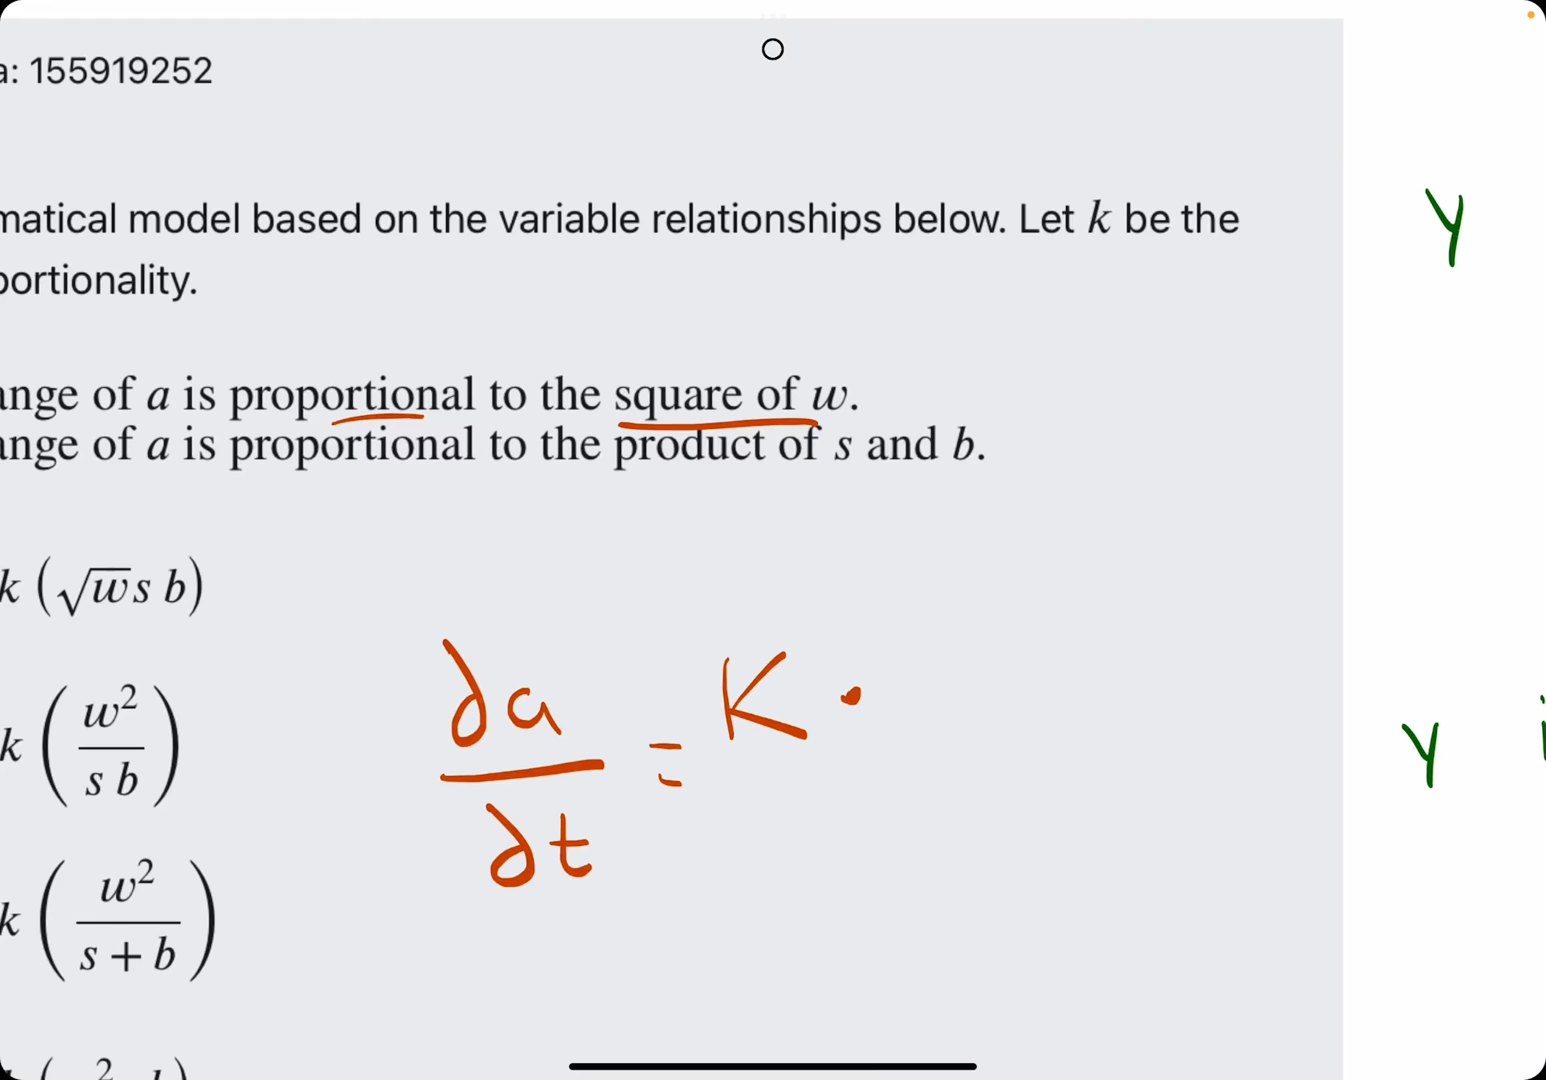 a: 155919252
matical model based on the variable relationships below. Let k be the
portionality.
ange of a is proportional to the square of w.
ange of a is proportional to the product of s and b.
k (√w s b)
k (w² / s b)
k (w² / s + b)
∂a / ∂t = K ·
y
y